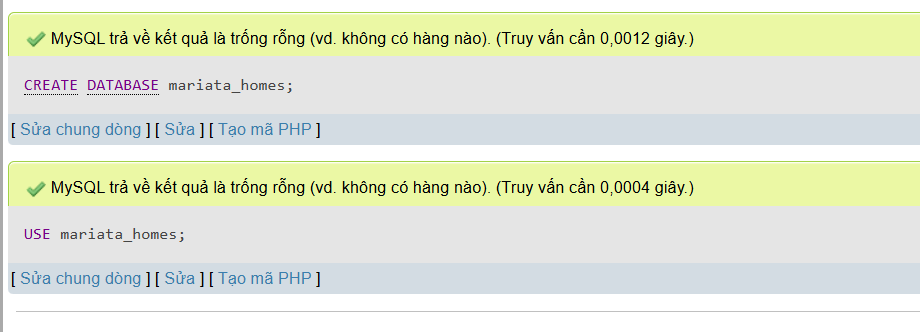 MySQL trả về kết quả là trống rỗng (vd. không có hàng nào). (Truy vấn cần 0,0012 giây.)
CREATE DATABASE mariata_homes;
[ Sửa chung dòng ] [ Sửa ] [ Tạo mã PHP ]
MySQL trả về kết quả là trống rỗng (vd. không có hàng nào). (Truy vấn cần 0,0004 giây.)
USE mariata_homes;
[ Sửa chung dòng ] [ Sửa ] [ Tạo mã PHP ]